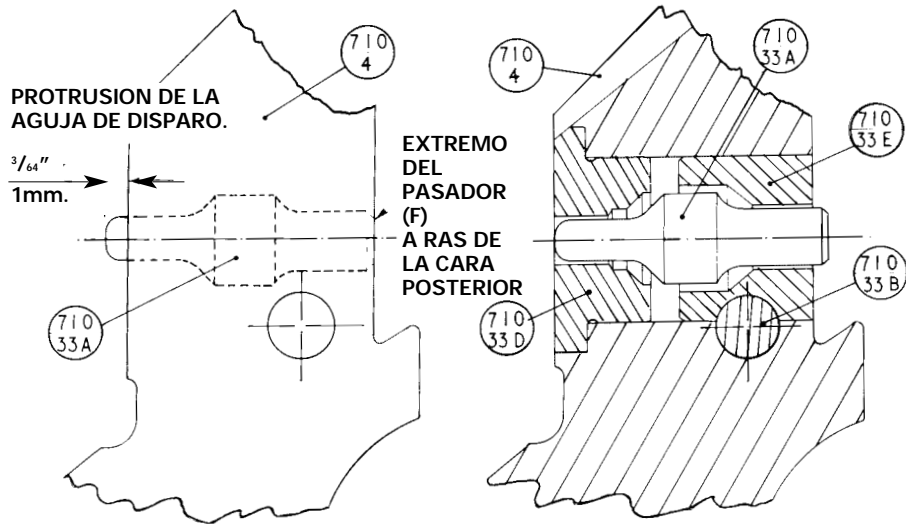 710
4
PROTRUSION DE LA
AGUJA DE DISPARO.
3/64"
1mm.
EXTREMO
DEL
PASADOR
(F)
A RAS DE
LA CARA
POSTERIOR
710
33A
710
4
710
33A
710
33E
710
33B
710
33D